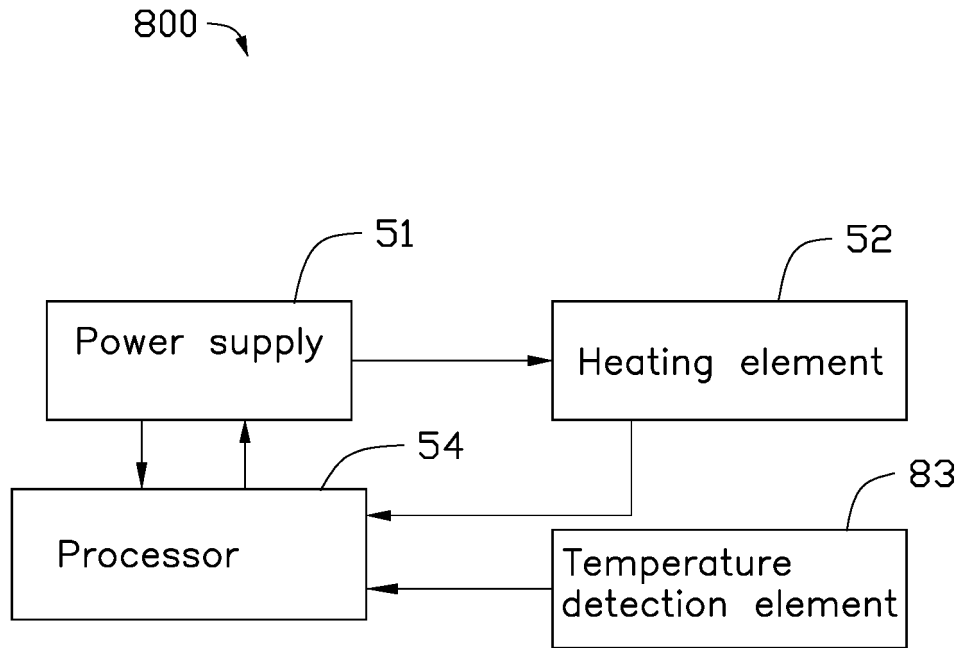 800
51
52
Power supply
Heating element
54
83
Processor
Temperature
detection element